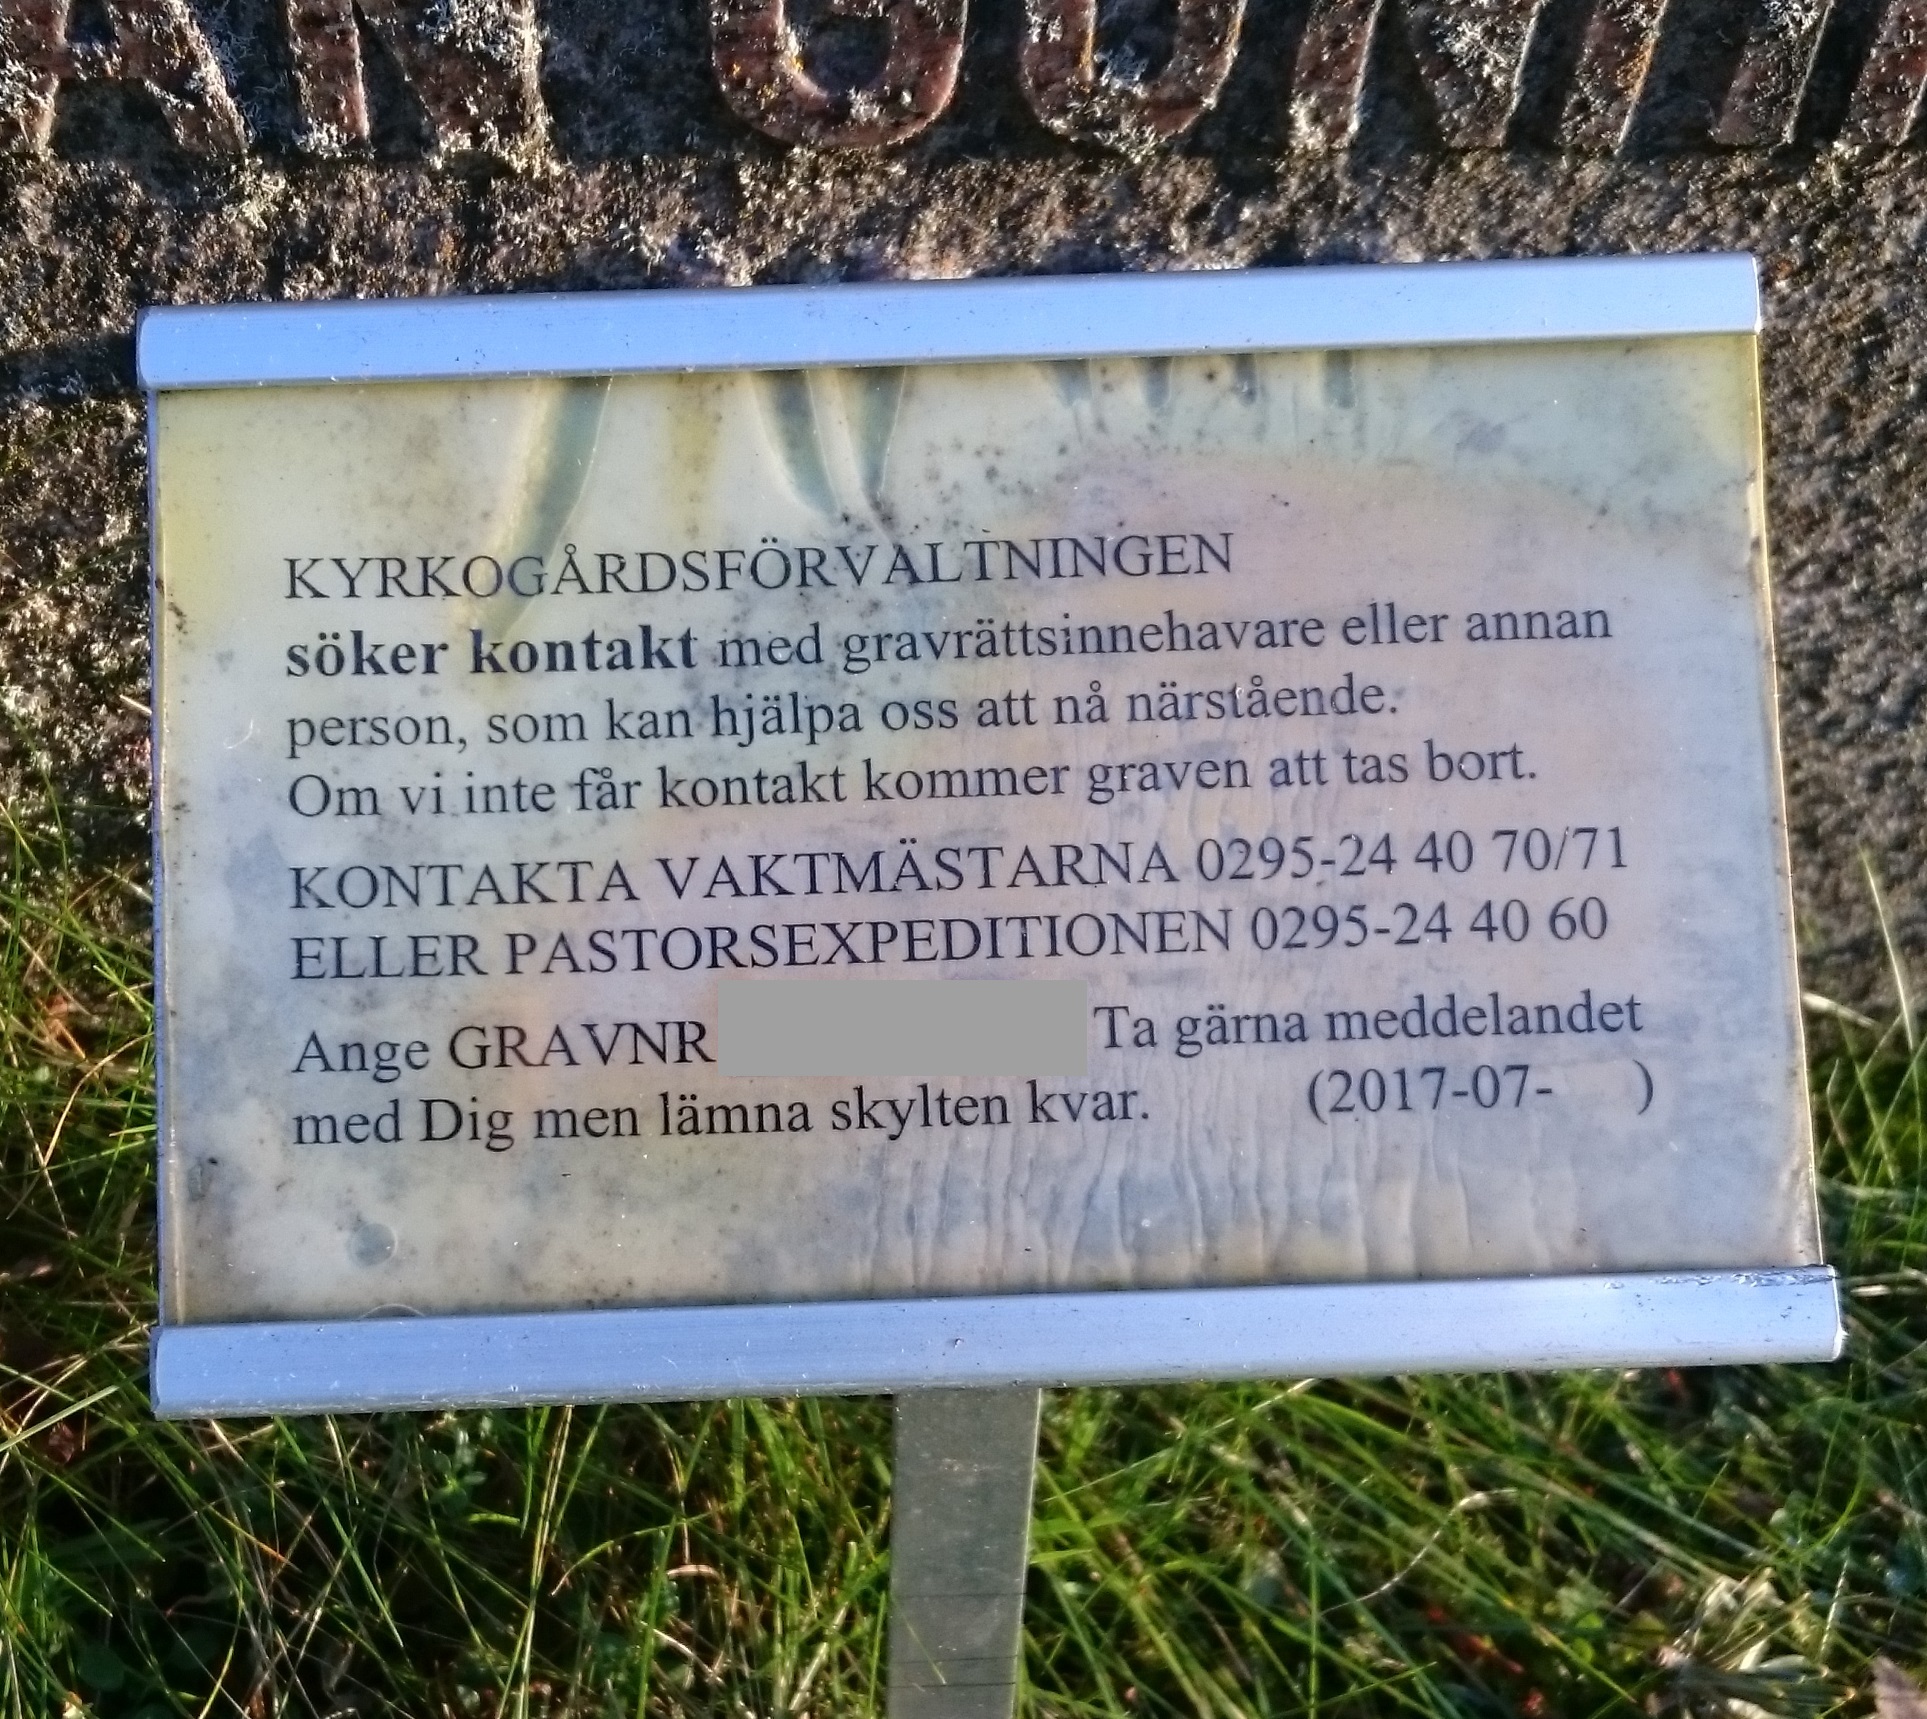 KYRKOGÅRDSFÖRVALTNINGEN
söker kontakt med gravrättsinnehavare eller annan
person, som kan hjälpa oss att nå närstående.
Om vi inte får kontakt kommer graven att tas bort.
KONTAKTA VAKTMÄSTARNA 0295-24 40 70/71
ELLER PASTORSEXPEDITIONEN 0295-24 40 60
Ange GRAVNR Ta gärna meddelandet
med Dig men lämna skylten kvar. (2017-07- )